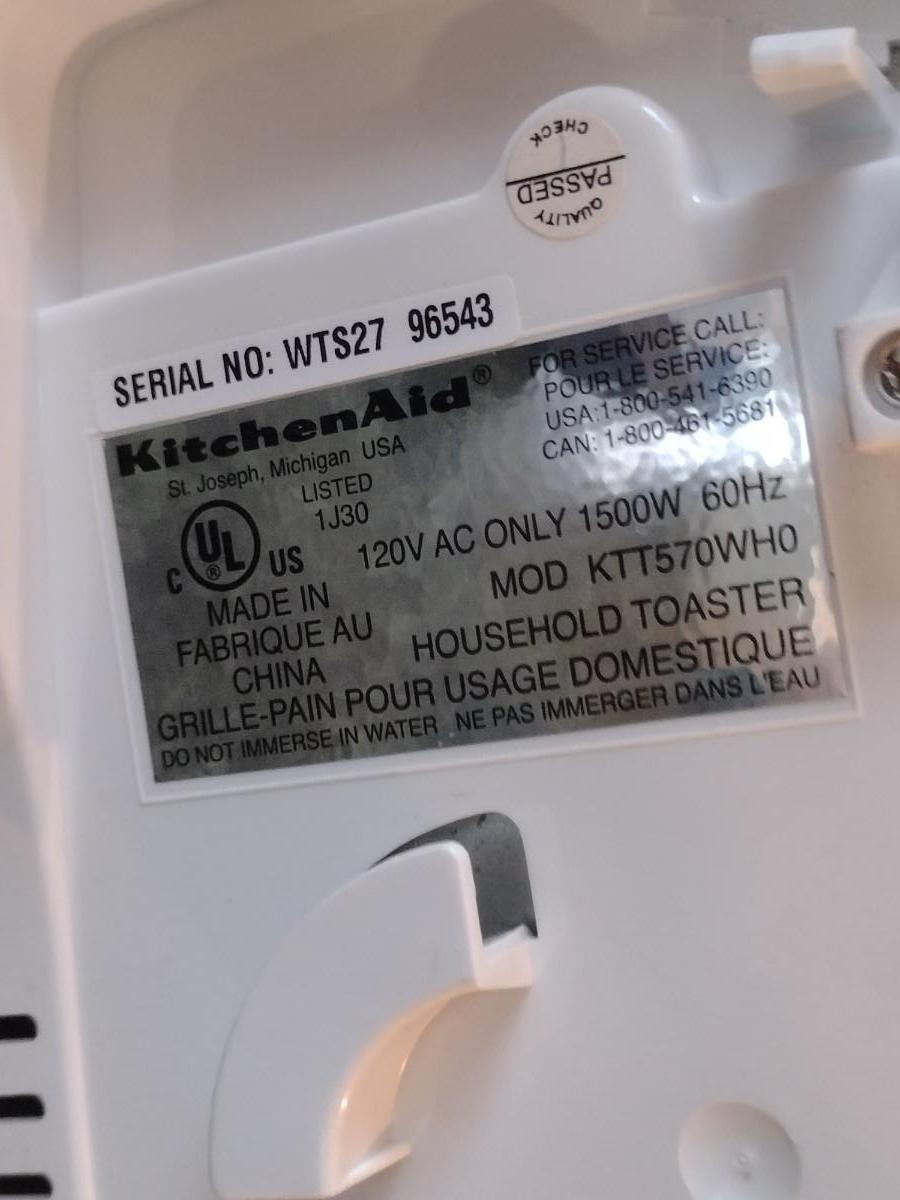 QUALITY
PASSED
CHECK
SERIAL NO: WTS27 96543
KitchenAid®
St. Joseph, Michigan USA
FOR SERVICE CALL:
POUR LE SERVICE:
USA:1-800-541-6390
CAN: 1-800-461-5681
LISTED
1J30
C UL® US
120V AC ONLY 1500W 60Hz
MOD KTT570WH0
MADE IN
FABRIQUE AU
CHINA
HOUSEHOLD TOASTER
GRILLE-PAIN POUR USAGE DOMESTIQUE
DO NOT IMMERSE IN WATER NE PAS IMMERGER DANS L'EAU